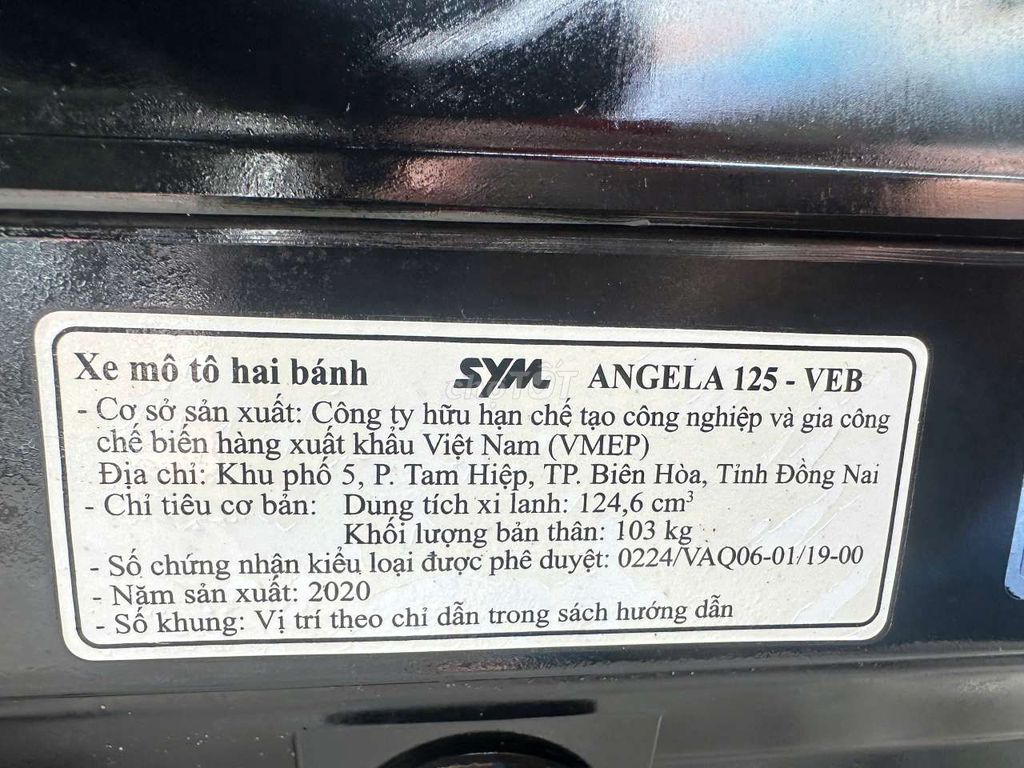 Xe mô tô hai bánh SYM ANGELA 125 - VEB
- Cơ sở sản xuất: Công ty hữu hạn chế tạo công nghiệp và gia công
chế biến hàng xuất khẩu Việt Nam (VMEP)
Địa chỉ: Khu phố 5, P. Tam Hiệp, TP. Biên Hòa, Tỉnh Đồng Nai
- Chỉ tiêu cơ bản: Dung tích xi lanh: 124,6 cm³
Khối lượng bản thân: 103 kg
- Số chứng nhận kiểu loại được phê duyệt: 0224/VAQ06-01/19-00
- Năm sản xuất: 2020
- Số khung: Vị trí theo chỉ dẫn trong sách hướng dẫn